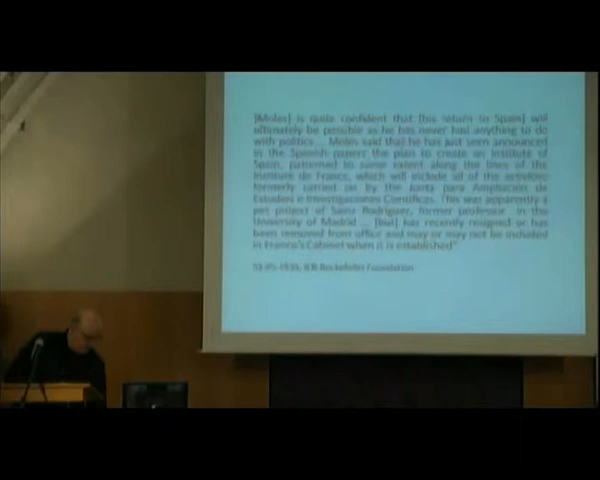 [Moles] is quite confident that [his return to Spain] will
ultimately be possible as he has never had anything to do
with politics ... Moles said that he has just seen announced
in the Spanish papers the plan to create an Institute of
Spain, patterned to some extent along the lines of the
Institute de France, which will include all of the activities
formerly carried on by the Junta para Ampliación de
Estudios e Investigaciones Científicas. This was apparently a
pet project of Sainz Rodríguez, former professor in the
University of Madrid ... [that] has recently resigned or has
been removed from office and may or may not be included
in Franco's Cabinet when it is established"
1939, Rockefeller Foundation